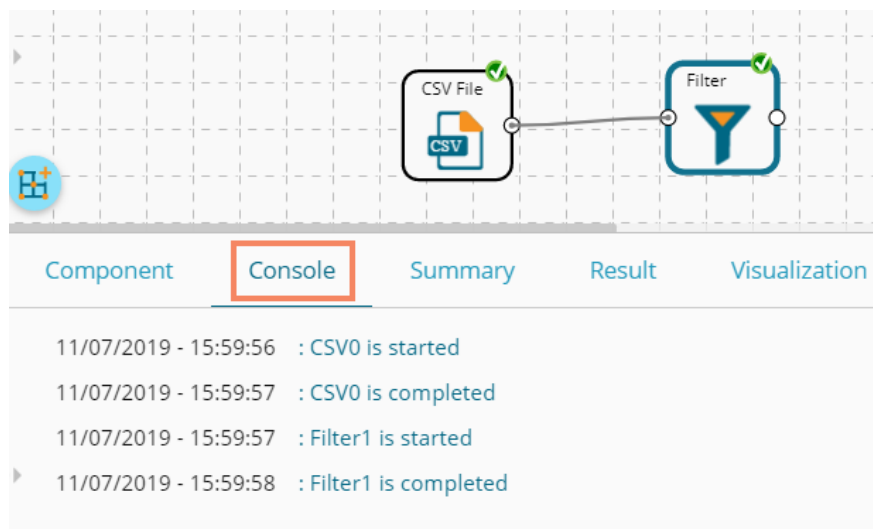 CSV File
Filter
CSV
Component Console Summary Result Visualization
11/07/2019 - 15:59:56 : CSV0 is started
11/07/2019 - 15:59:57 : CSV0 is completed
11/07/2019 - 15:59:57 : Filter1 is started
11/07/2019 - 15:59:58 : Filter1 is completed